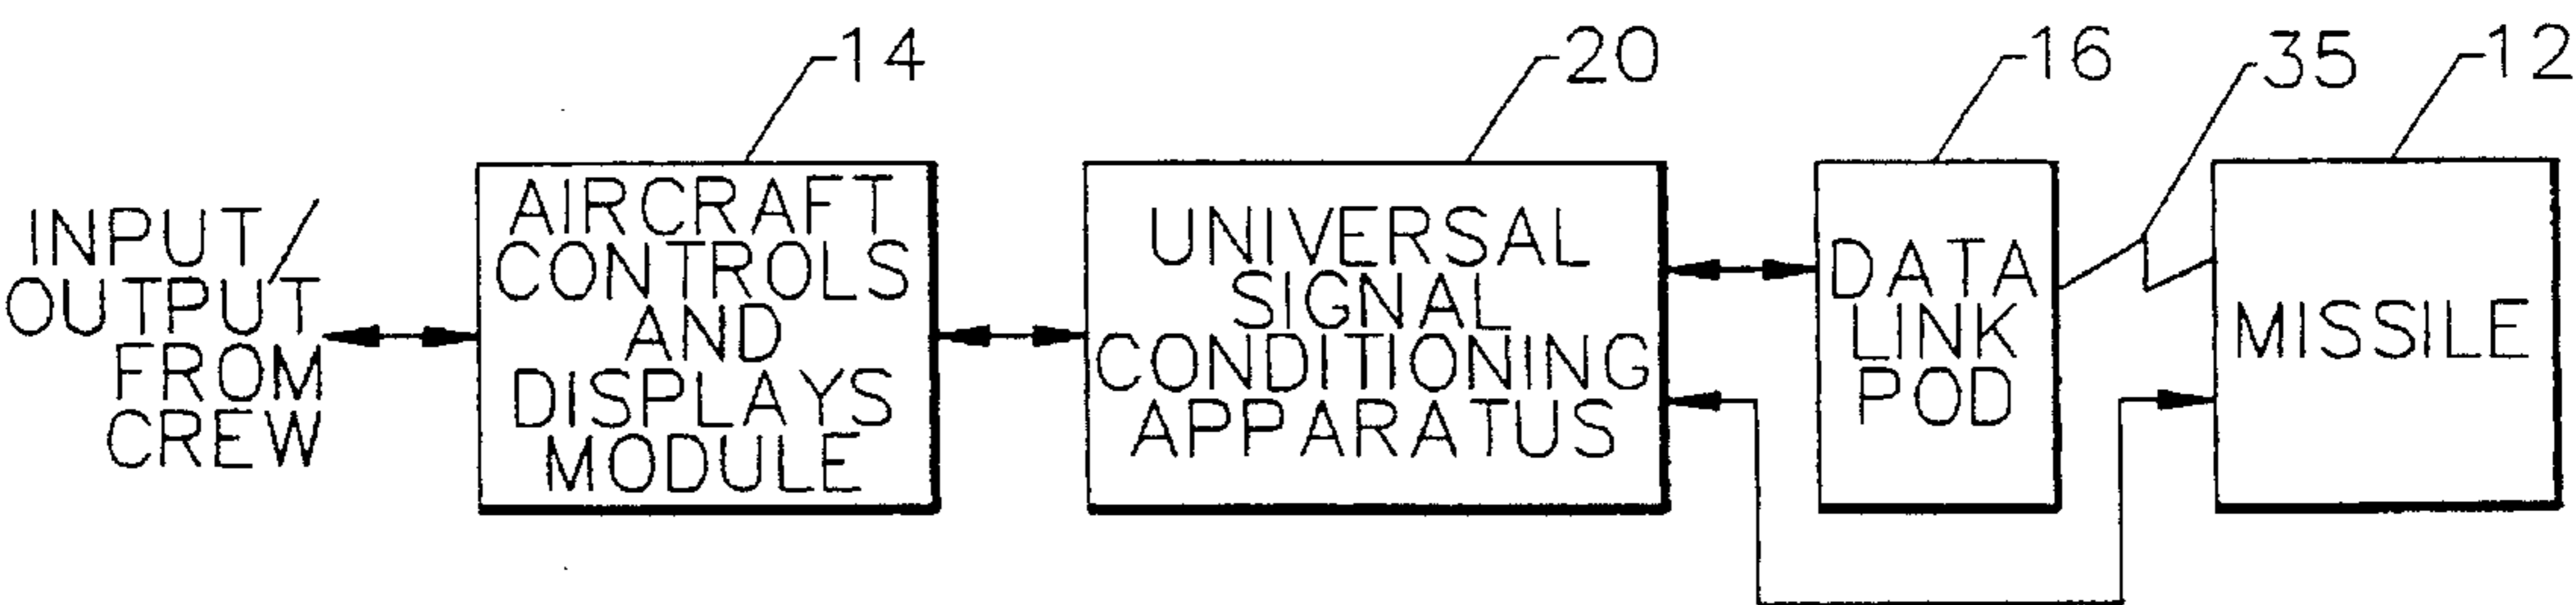 14
20
16
35
12
INPUT/
OUTPUT
FROM
CREW
AIRCRAFT
CONTROLS
AND
DISPLAYS
MODULE
UNIVERSAL
SIGNAL
CONDITIONING
APPARATUS
DATA
LINK
POD
MISSILE